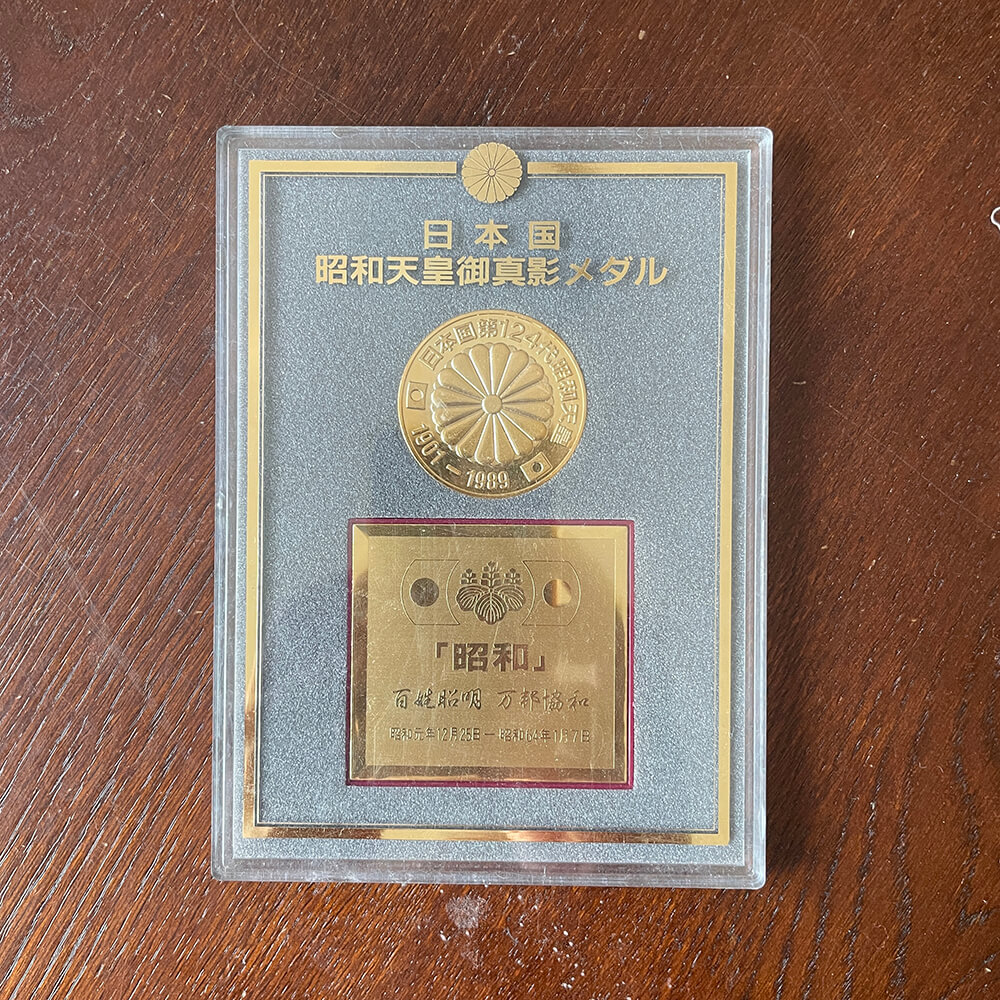 日本国
昭和天皇御真影メダル
日本国第124代昭和天皇
1901-1989
「昭和」
百姓昭明 万邦協和
昭和元年12月25日-昭和64年1月7日